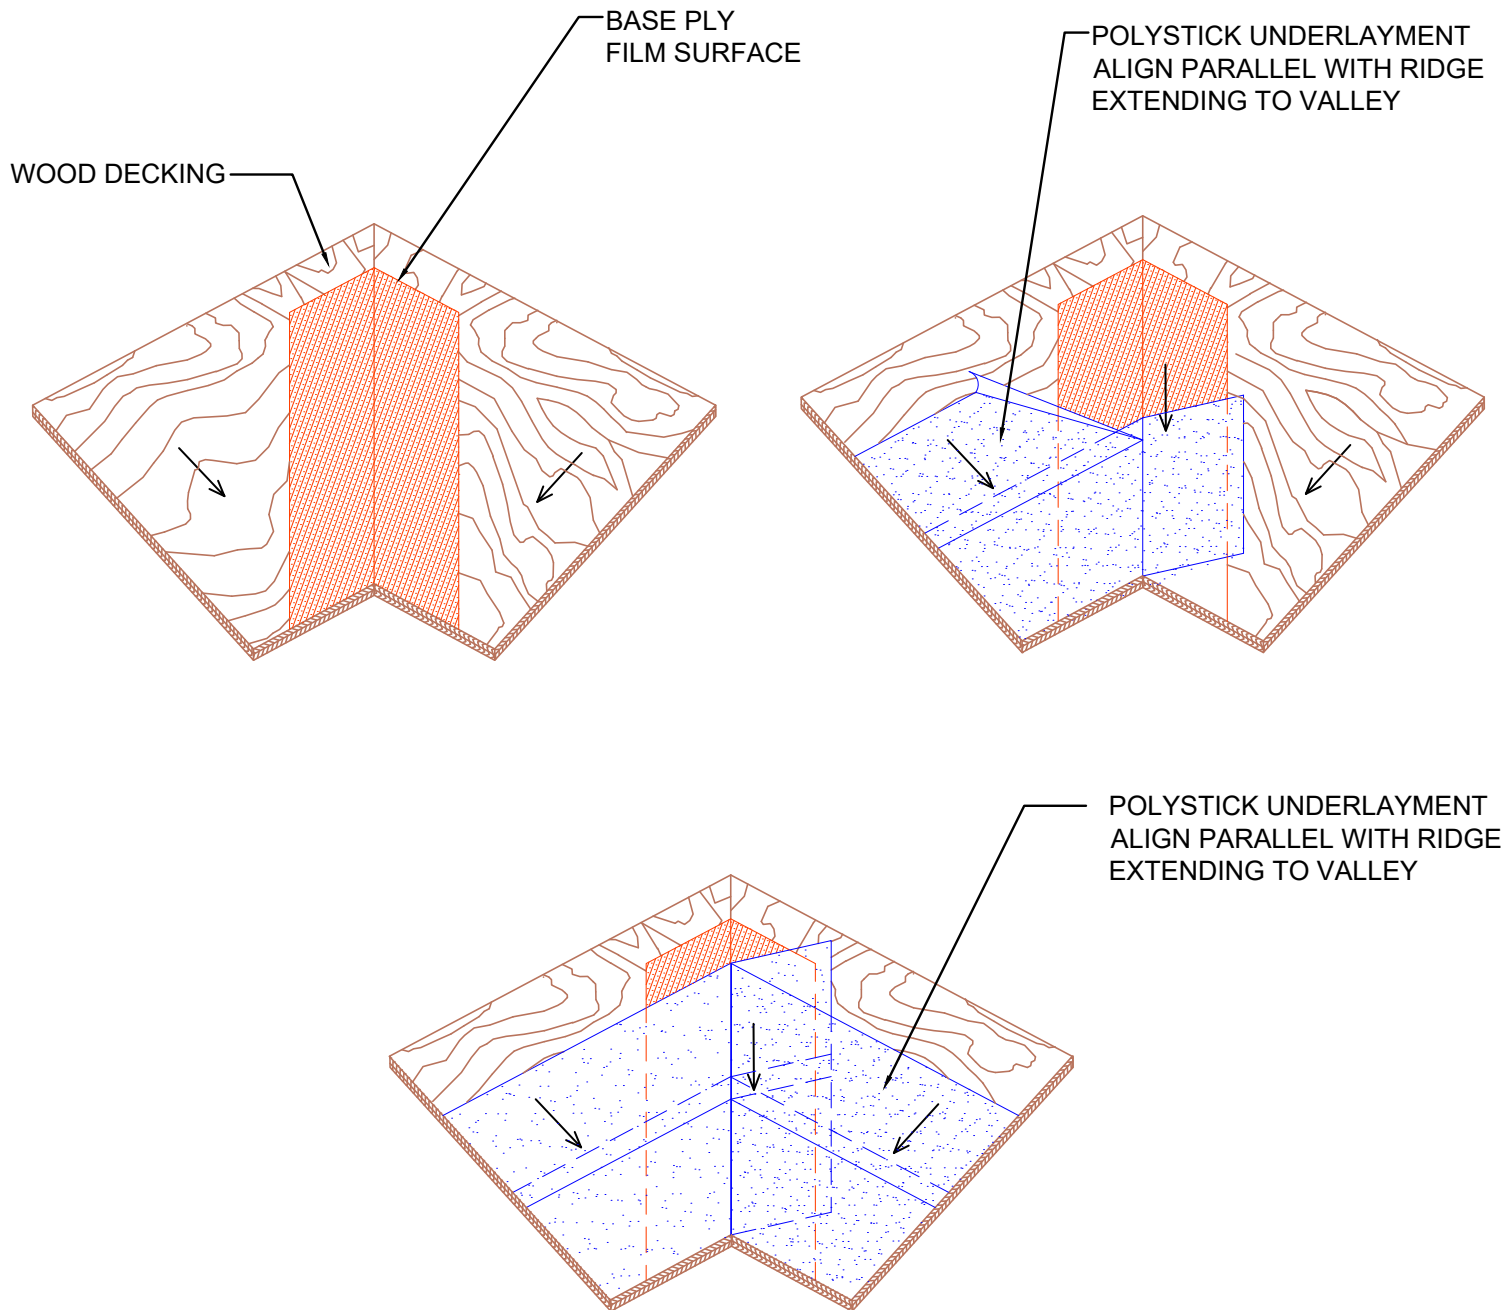 BASE PLY
FILM SURFACE
POLYSTICK UNDERLAYMENT
ALIGN PARALLEL WITH RIDGE
EXTENDING TO VALLEY
WOOD DECKING
POLYSTICK UNDERLAYMENT
ALIGN PARALLEL WITH RIDGE
EXTENDING TO VALLEY